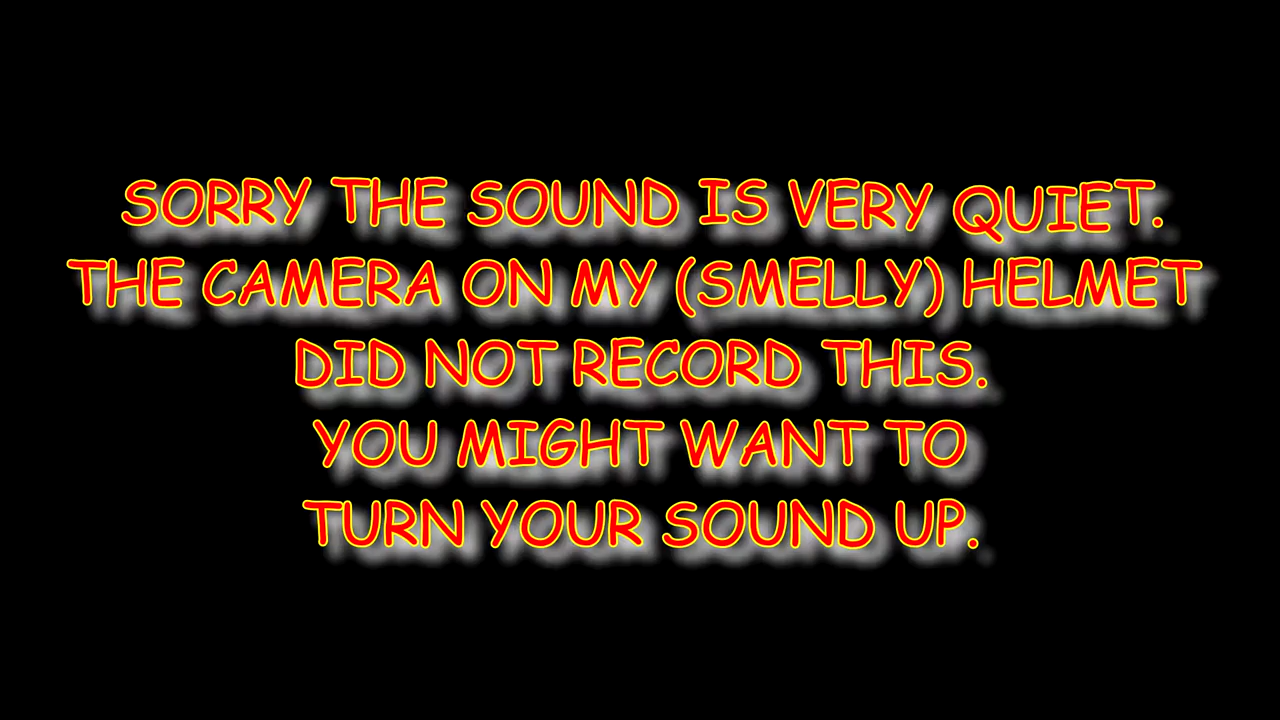 SORRY THE SOUND IS VERY QUIET.
THE CAMERA ON MY (SMELLY) HELMET
DID NOT RECORD THIS.
YOU MIGHT WANT TO
TURN YOUR SOUND UP.